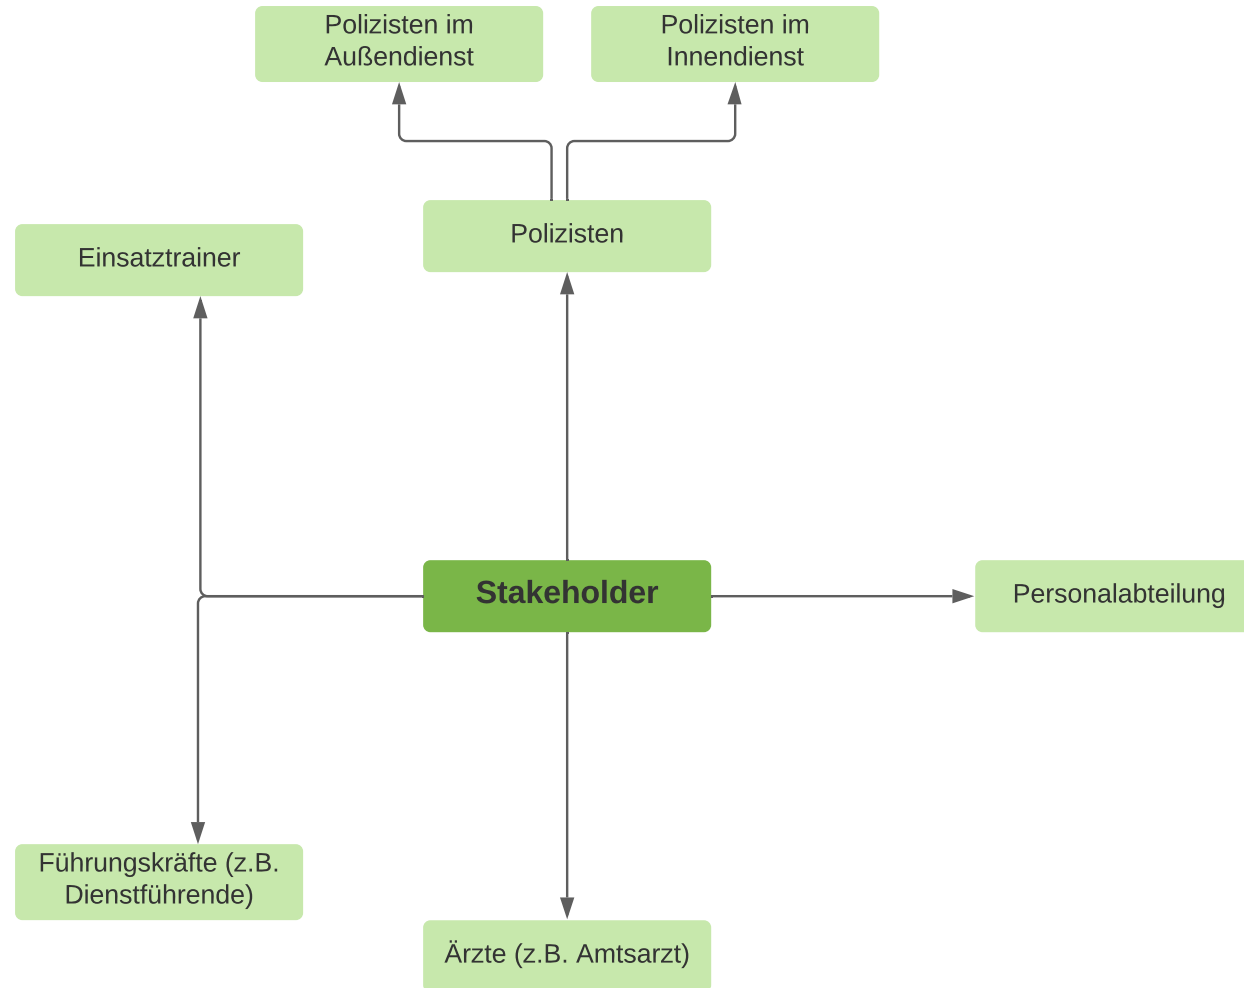 Polizisten im
Außendienst
Polizisten im
Innendienst
Polizisten
Einsatztrainer
Stakeholder
Personalabteilung
Führungskräfte (z.B.
Dienstführende)
Ärzte (z.B. Amtsarzt)